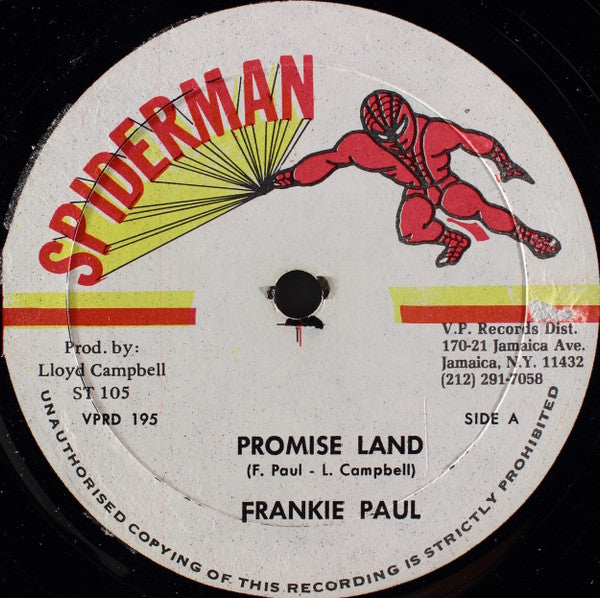 SPIDERMAN
Prod. by:
Lloyd Campbell
ST 105
VPRD 195
V.P. Records Dist.
170-21 Jamaica Ave.
Jamaica, N.Y. 11432
(212) 291-7058
SIDE A
PROMISE LAND
(F. Paul - L. Campbell)
FRANKIE PAUL
UNAUTHORISED COPYING OF THIS RECORDING IS STRICTLY PROHIBITED